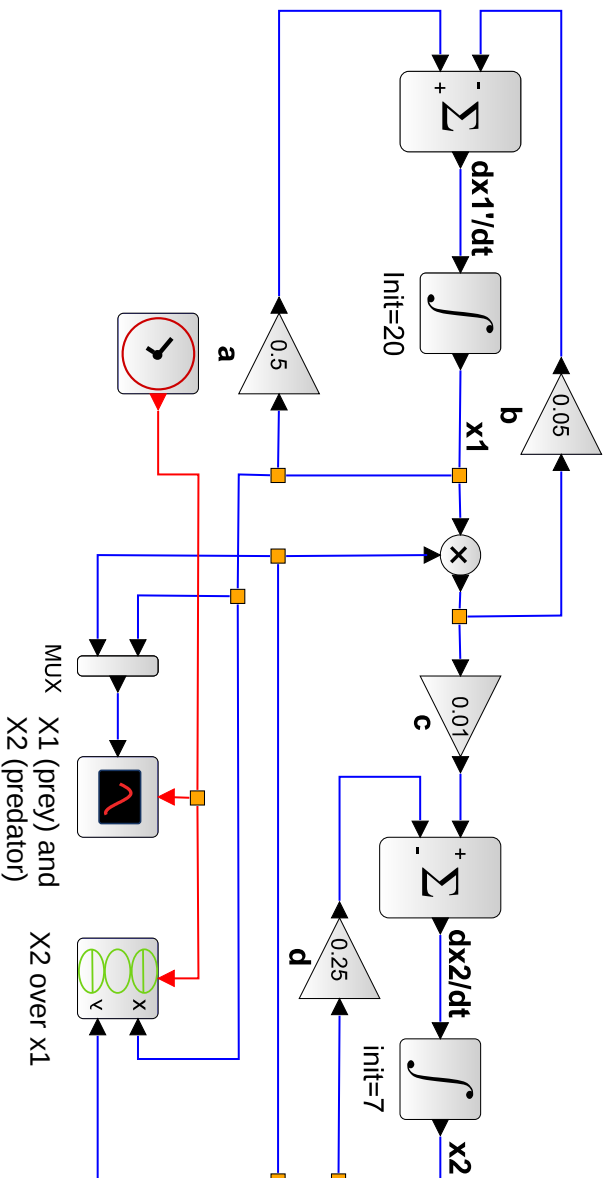 b
0.05
-
+
Σ
dx1'/dt
∫
Init=20
x1
×
0.01
c
+
-
Σ
dx2/dt
∫
init=7
x2
0.5
a
0.25
d
MUX
X1 (prey) and
X2 (predator)
X
Y
X2 over x1